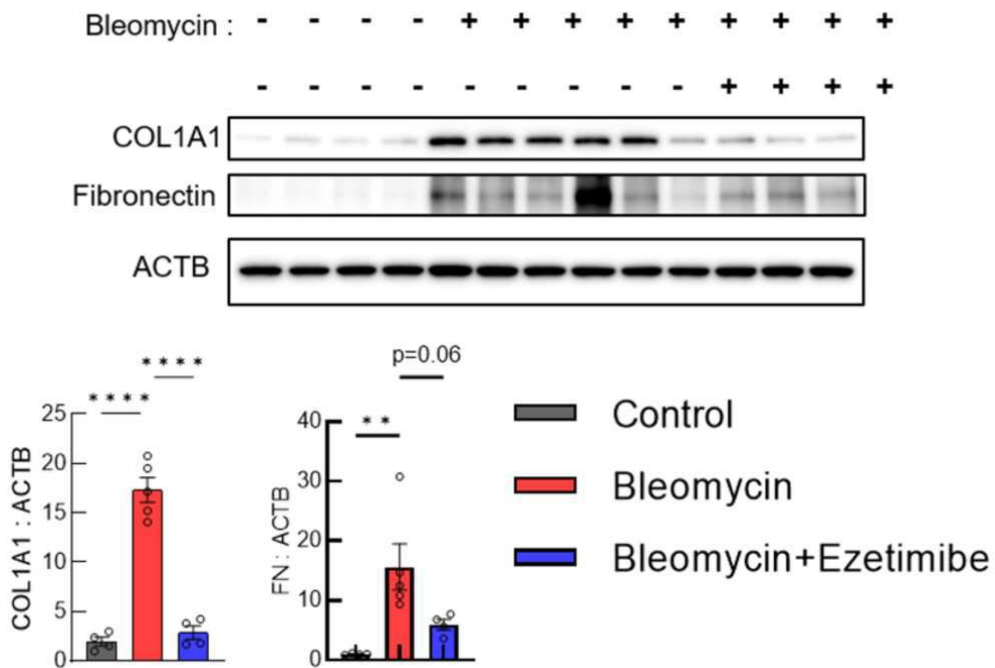 Bleomycin : - - - - + + + + + + + + +
- - - - - - - - - + + + +
COL1A1
Fibronectin
ACTB
****
****
25
20
15
10
5
0
COL1A1 : ACTB
p=0.06
**
40
30
20
10
0
FN : ACTB
Control
Bleomycin
Bleomycin+Ezetimibe